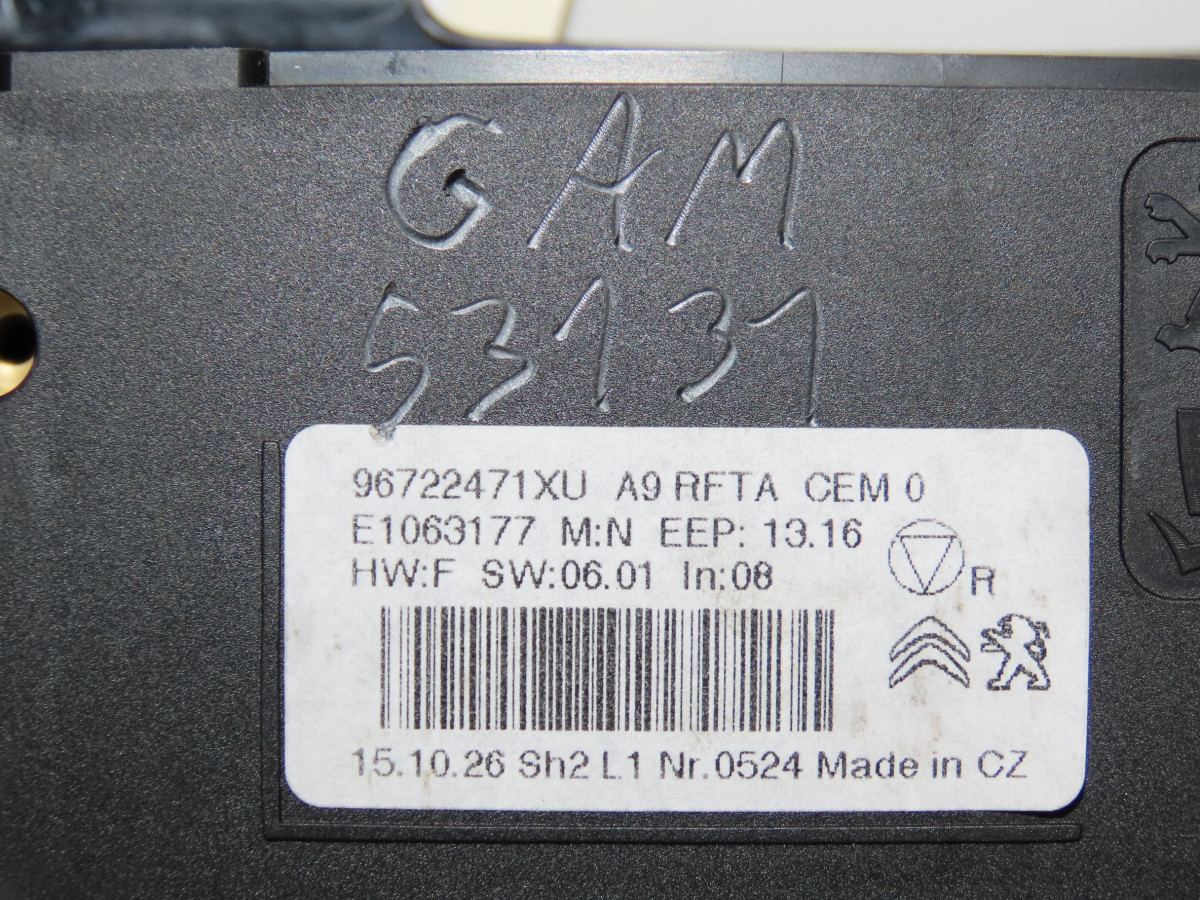 GAM
53131
96722471XU A9 RFTA CEM 0
E1063177 M:N EEP: 13.16
HW:F SW:06.01 In:08
R
15.10.26 Sh2 L1 Nr.0524 Made in CZ